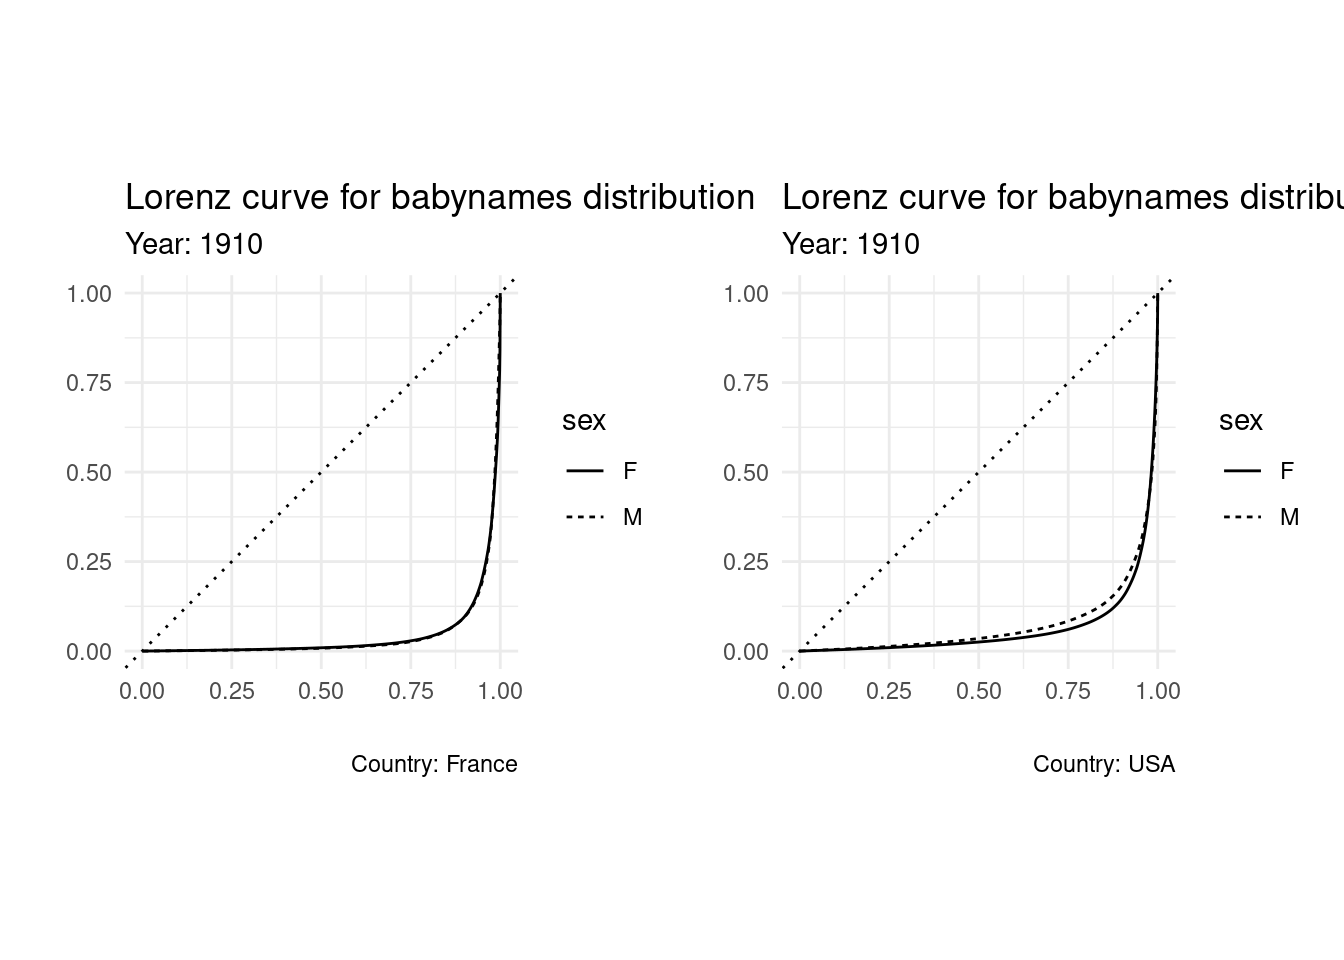 Lorenz curve for babynames distribution
Year: 1910
1.00
0.75
0.50
0.25
0.00
0.00 0.25 0.50 0.75 1.00
sex
F
M
Country: France
Lorenz curve for babynames distribu
Year: 1910
1.00
0.75
0.50
0.25
0.00
0.00 0.25 0.50 0.75 1.00
sex
F
M
Country: USA